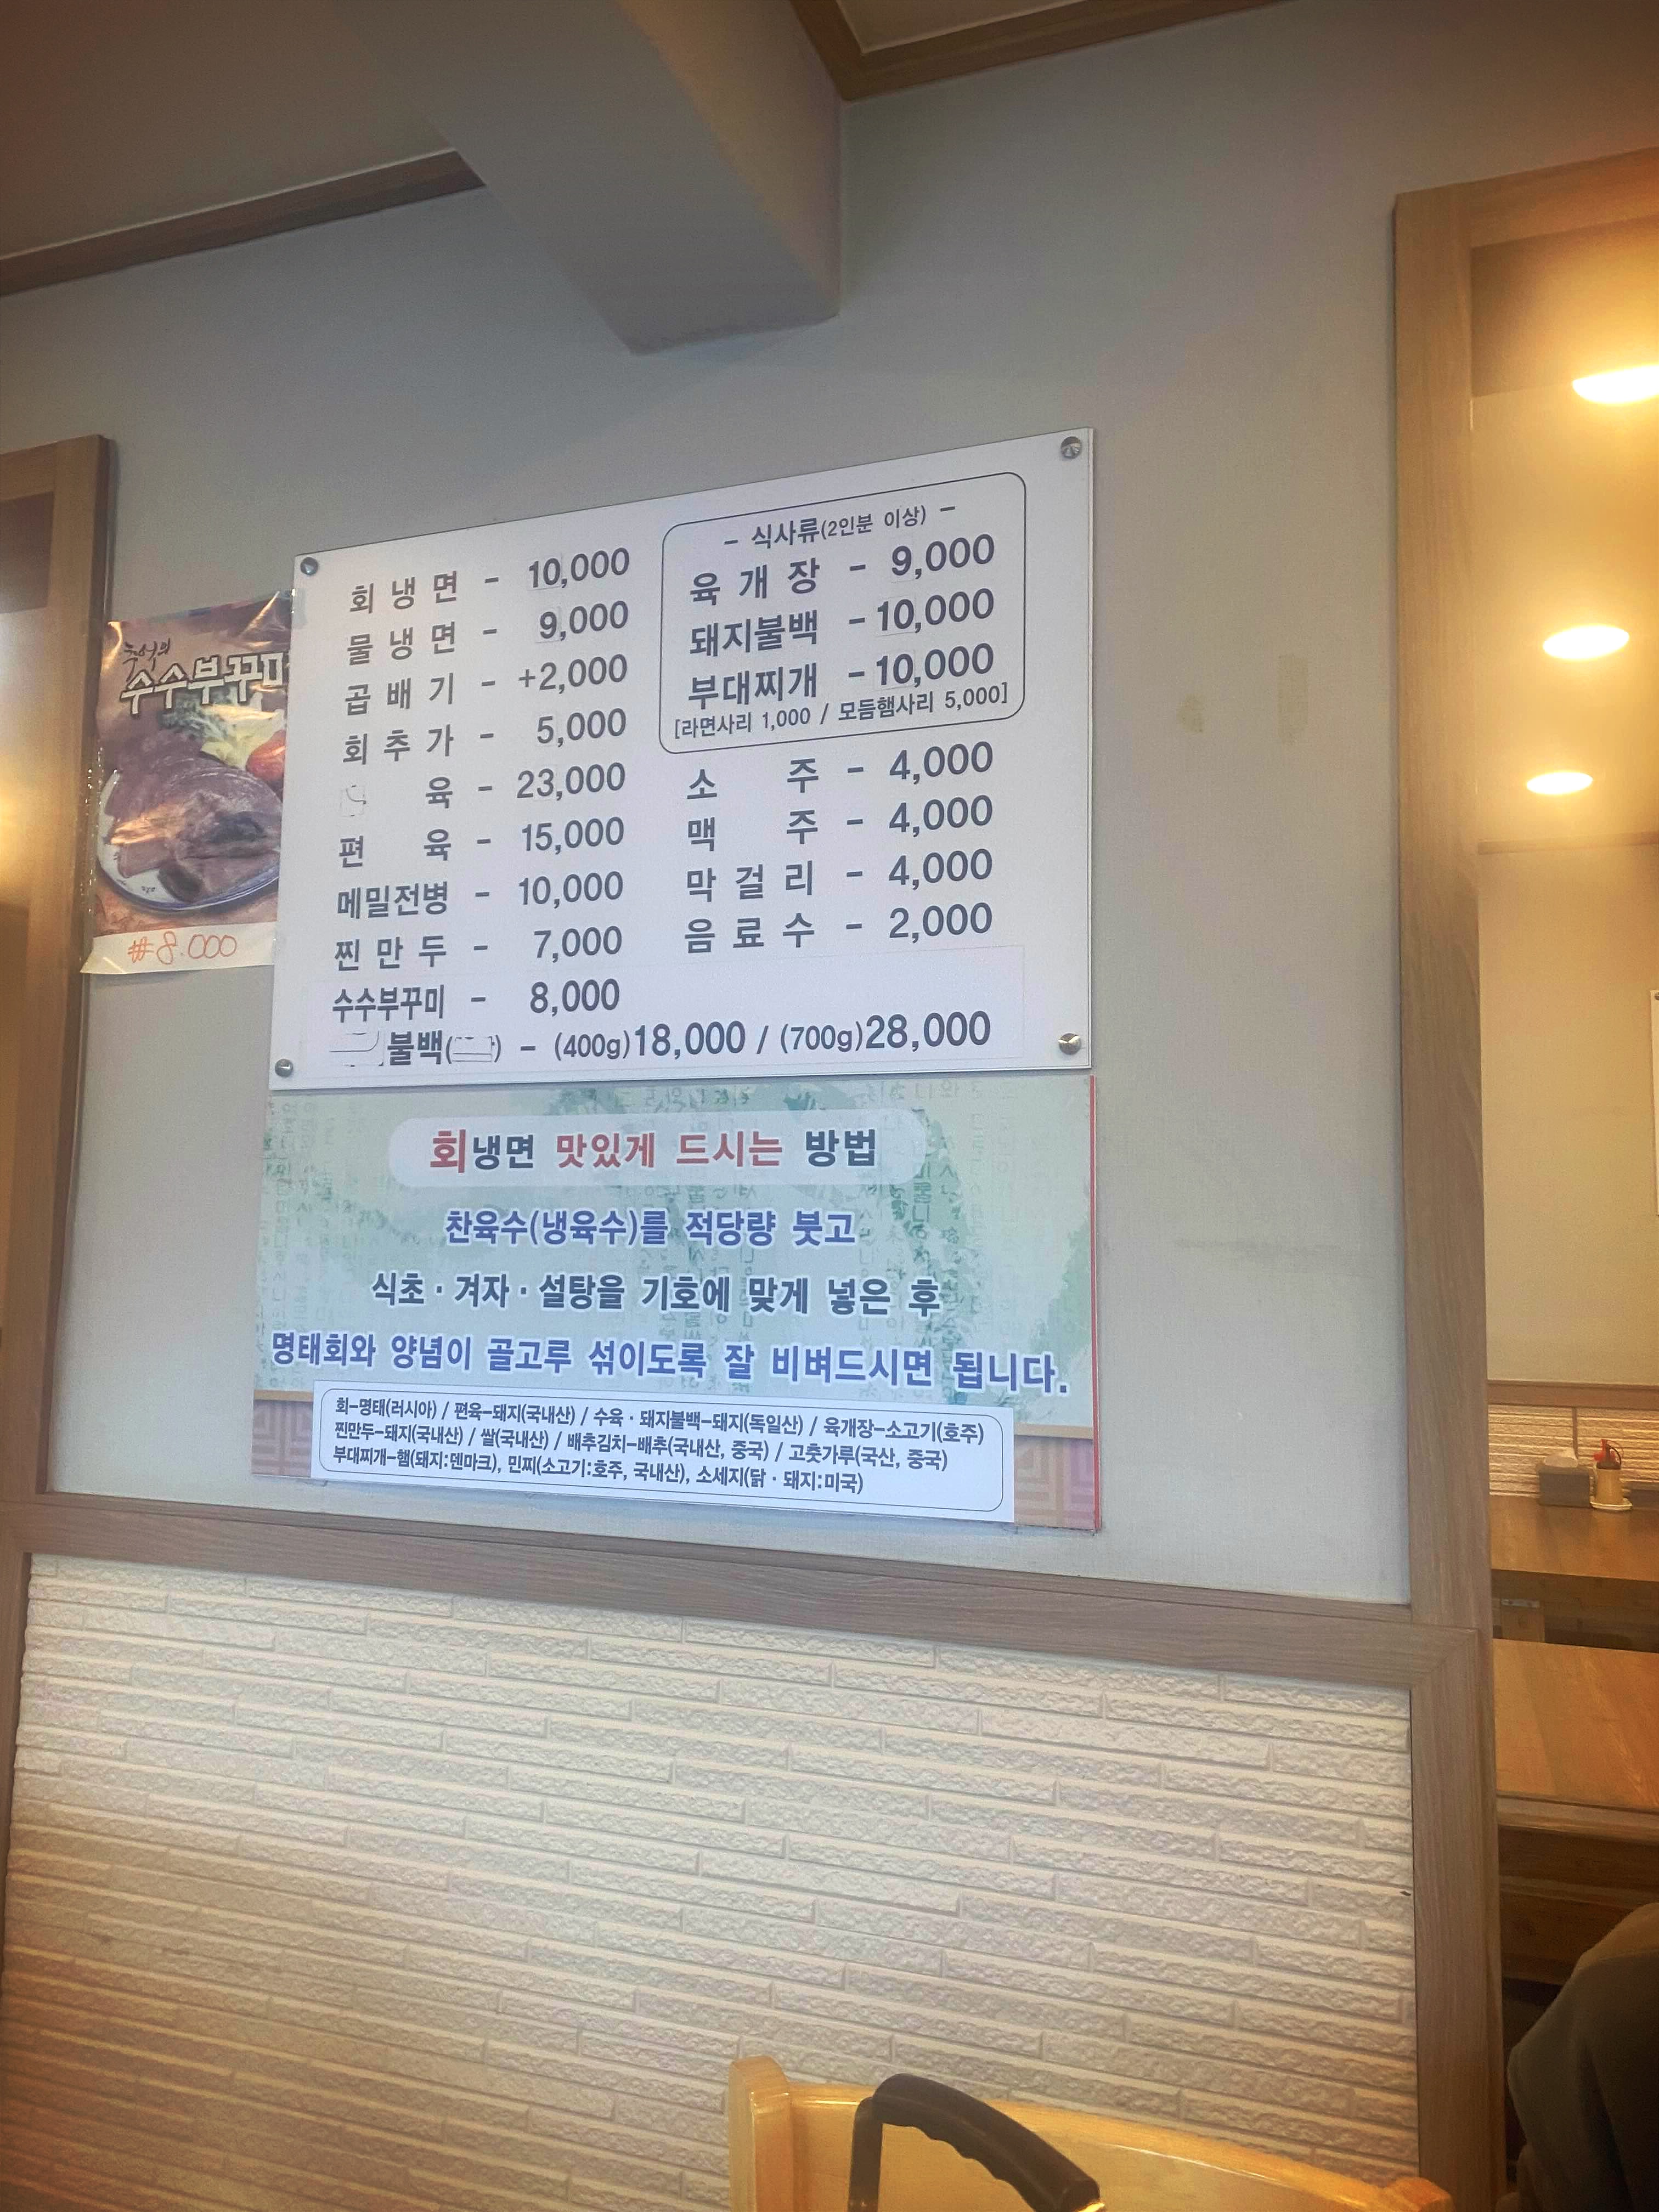 추억의
수수부꾸미
₩8.000
회냉면 - 10,000
물냉면 - 9,000
곱배기 - +2,000
회추가 - 5,000
육 - 23,000
편육 - 15,000
메밀전병 - 10,000
찐만두 - 7,000
수수부꾸미 - 8,000
불백( ) - (400g)18,000 / (700g)28,000
- 식사류(2인분 이상) -
육개장 - 9,000
돼지불백 - 10,000
부대찌개 - 10,000
[라면사리 1,000 / 모듬햄사리 5,000]
소주 - 4,000
맥주 - 4,000
막걸리 - 4,000
음료수 - 2,000
회냉면 맛있게 드시는 방법
찬육수(냉육수)를 적당량 붓고
식초·겨자·설탕을 기호에 맞게 넣은 후
명태회와 양념이 골고루 섞이도록 잘 비벼드시면 됩니다.
회-명태(러시아) / 편육-돼지(국내산) / 수육·돼지불백-돼지(독일산) / 육개장-소고기(호주)
찐만두-돼지(국내산) / 쌀(국내산) / 배추김치-배추(국내산, 중국) / 고춧가루(국산, 중국)
부대찌개-햄(돼지:덴마크), 민찌(소고기:호주, 국내산), 소세지(닭·돼지:미국)